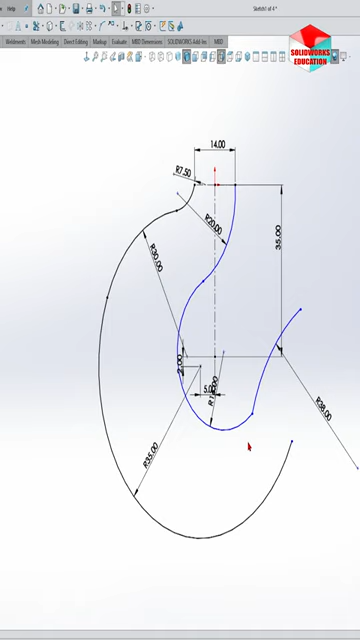 Help
Sketch1 of 4 *
Weldments Mesh Modeling Direct Editing Markup Evaluate MBD Dimensions SOLIDWORKS Add-Ins MBD
SOLIDWORKS
EDUCATION
14.00
R7.50
R20.00
35.00
R30.00
2.00
5.00
R38.00
R35.00